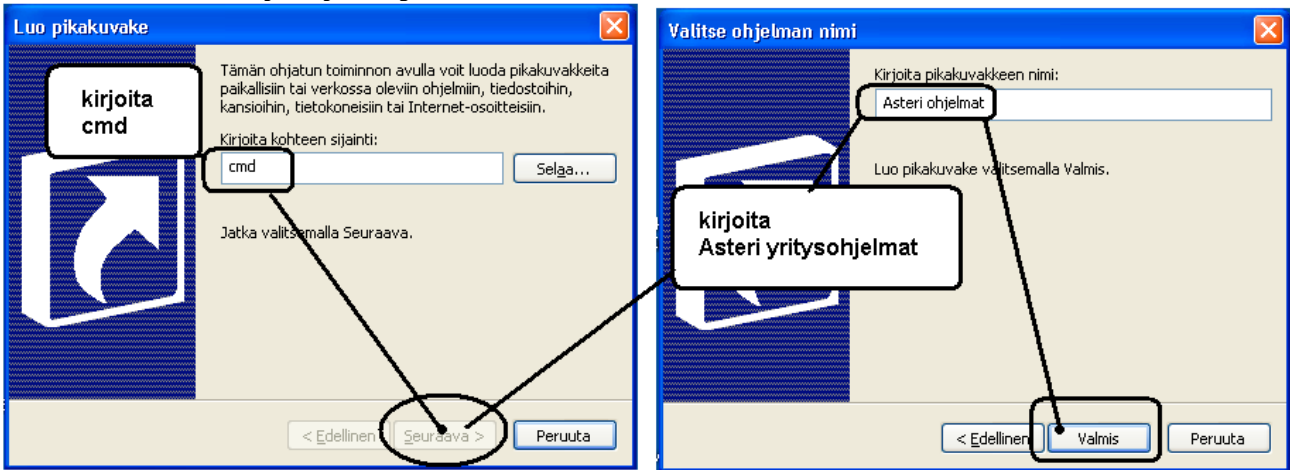 Luo pikakuvake
kirjoita
cmd
Tämän ohjatun toiminnon avulla voit luoda pikakuvakkeita
paikallisiin tai verkossa oleviin ohjelmiin, tiedostoihin,
kansioihin, tietokoneisiin tai Internet-osoitteisiin.
Kirjoita kohteen sijainti:
cmd
Selaa...
Jatka valitsemalla Seuraava.
< Edellinen
Seuraava >
Peruuta
Valitse ohjelman nimi
Kirjoita pikakuvakkeen nimi:
Asteri ohjelmat
Luo pikakuvake valitsemalla Valmis.
kirjoita
Asteri yritysohjelmat
< Edellinen
Valmis
Peruuta